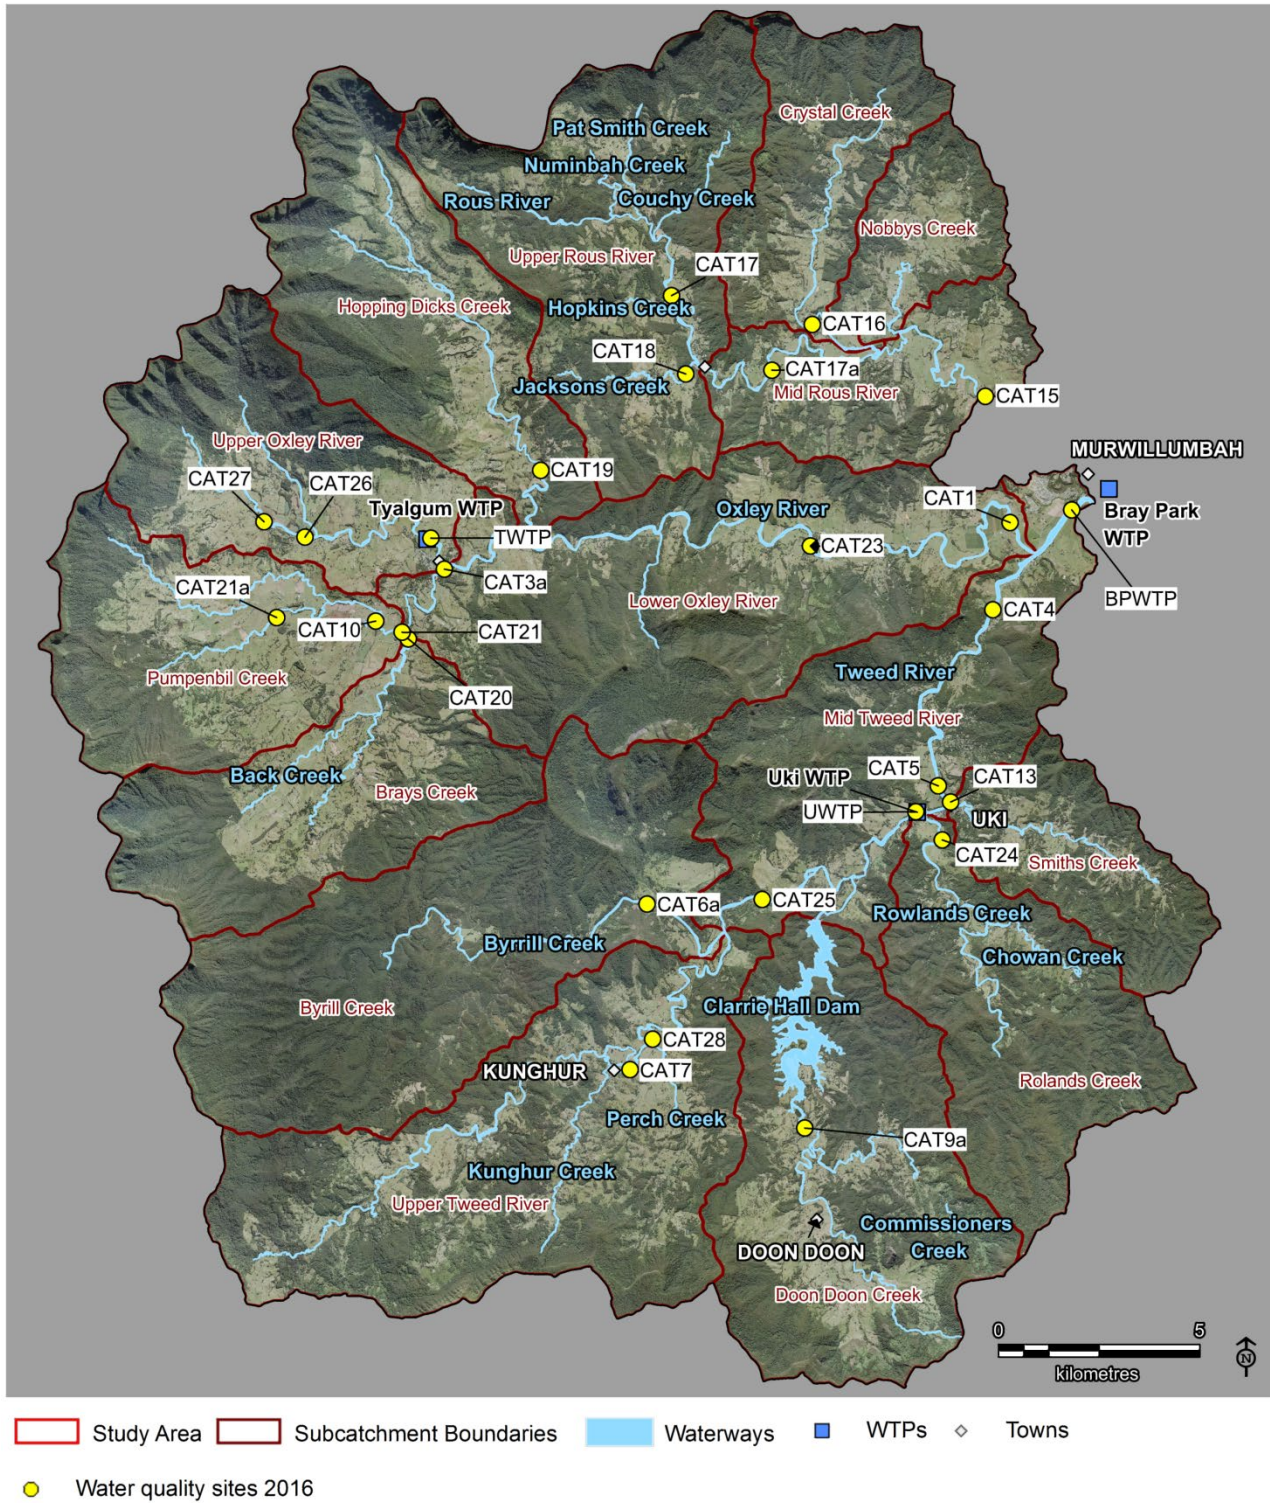 Crystal Creek
Pat Smith Creek
Numinbah Creek
Rous River
Couchy Creek
Nobbys Creek
Upper Rous River
CAT17
Hopping Dicks Creek
Hopkins Creek
CAT16
CAT18
CAT17a
Jacksons Creek
Mid Rous River
CAT15
Upper Oxley River
MURWILLUMBAH
CAT19
CAT27
CAT26
CAT1
Tyalgum WTP
Oxley River
Bray Park
WTP
TWTP
CAT23
CAT3a
CAT21a
Lower Oxley River
BPWTP
CAT4
CAT10
CAT21
Tweed River
Pumpenbil Creek
CAT20
Mid Tweed River
Back Creek
CAT5
CAT13
Uki WTP
Brays Creek
UWTP
UKI
CAT24
Smiths Creek
CAT6a
CAT25
Rowlands Creek
Byrrill Creek
Chowan Creek
Byrill Creek
Clarrie Hall Dam
CAT28
KUNGHUR
CAT7
Rolands Creek
Perch Creek
CAT9a
Kunghur Creek
Upper Tweed River
Commissioners
Creek
DOON DOON
Doon Doon Creek
0 5
kilometres
N
Study Area Subcatchment Boundaries Waterways WTPs Towns
Water quality sites 2016